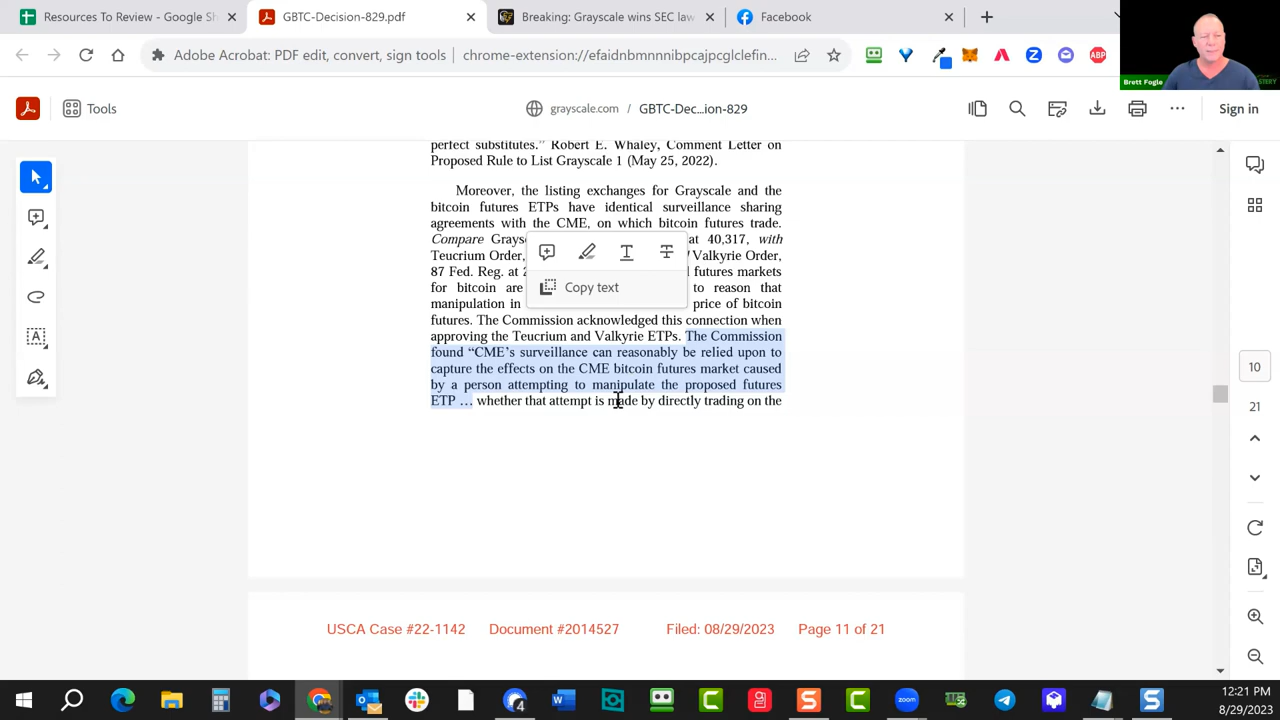 Resources To Review - Google Sh
GBTC-Decision-829.pdf
Breaking: Grayscale wins SEC law
Facebook
Adobe Acrobat: PDF edit, convert, sign tools
chrome-extension://efaidnbmnnnibpcajpcglclefin...
ABP
Brett Fogle
Tools
grayscale.com / GBTC-Dec...ion-829
Sign in
perfect substitutes.” Robert E. Whaley, Comment Letter on
Proposed Rule to List Grayscale 1 (May 25, 2022).
Moreover, the listing exchanges for Grayscale and the
bitcoin futures ETPs have identical surveillance sharing
agreements with the CME, on which bitcoin futures trade.
Compare Grays at 40,317, with
Teucrium Order, Valkyrie Order,
87 Fed. Reg. at 2 futures markets
for bitcoin are to reason that
manipulation in price of bitcoin
Copy text
futures. The Commission acknowledged this connection when
approving the Teucrium and Valkyrie ETPs. The Commission
found “CME’s surveillance can reasonably be relied upon to
capture the effects on the CME bitcoin futures market caused
by a person attempting to manipulate the proposed futures
ETP … whether that attempt is made by directly trading on the
10
21
USCA Case #22-1142 Document #2014527 Filed: 08/29/2023 Page 11 of 21
12:21 PM
8/29/2023